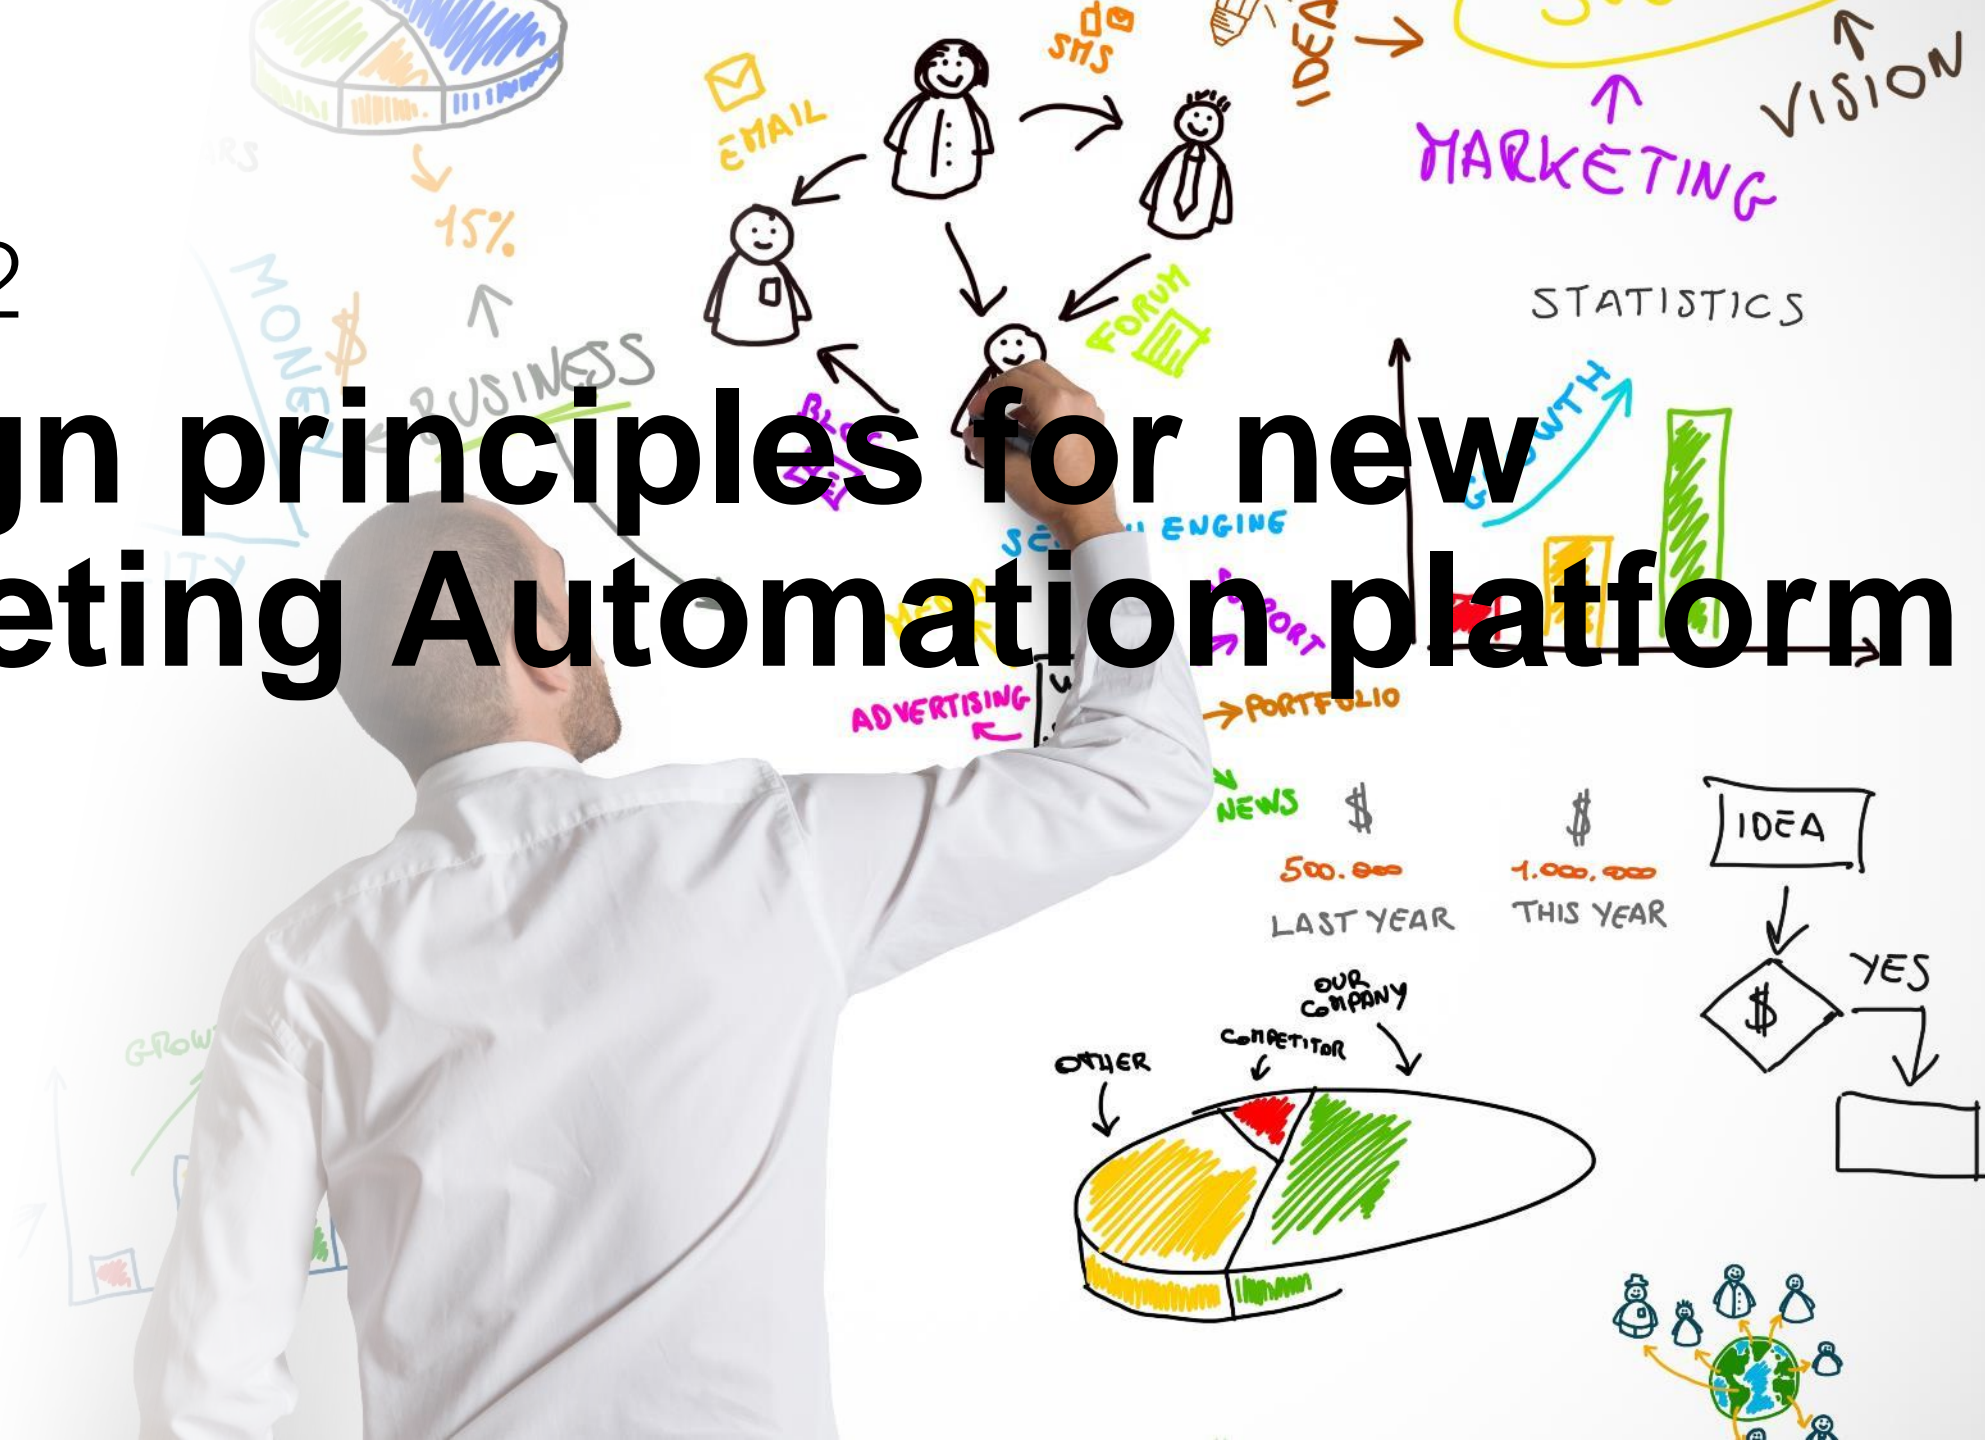 SMS
IDEA
VISION
EMAIL
MARKETING
15%
2
MONEY
$
FORUM
STATISTICS
BUSINESS
GROWTH
gn principles for new
ENGINE
eting Automation platform
ADVERTISING
PORTFOLIO
NEWS
$
$
IDEA
500.000
1.000.000
LAST YEAR
THIS YEAR
YES
OUR
COMPANY
$
COMPETITOR
OTHER